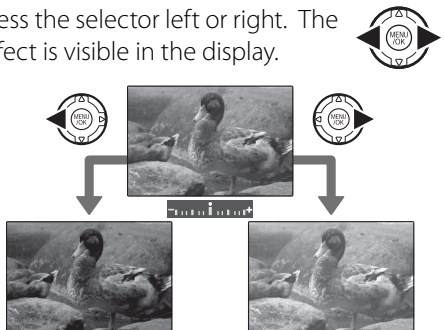 ess the selector left or right. The
fect is visible in the display.
MENU
/OK
MENU
/OK
MENU
/OK
- +